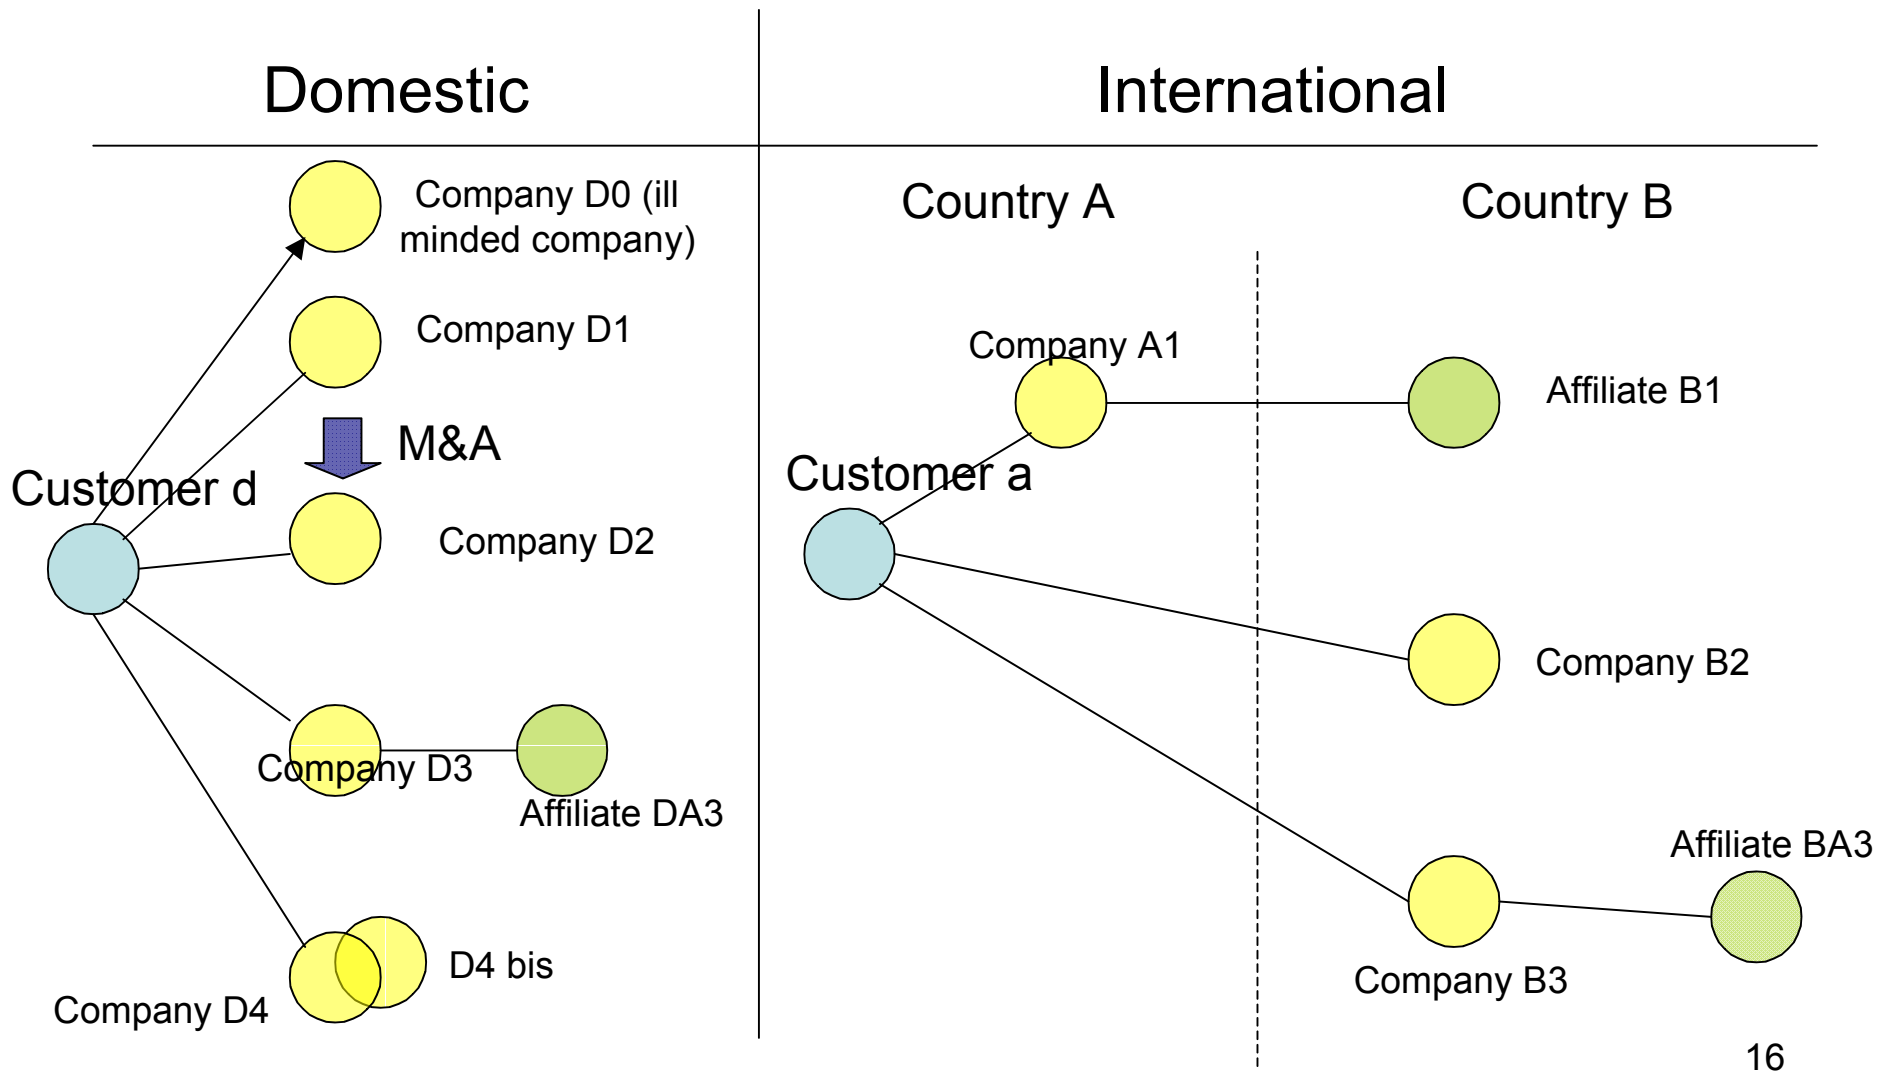 Domestic
International
Company D0 (ill
minded company)
Company D1
M&A
Customer d
Company D2
Company D3
Affiliate DA3
D4 bis
Company D4
Country A
Country B
Company A1
Affiliate B1
Customer a
Company B2
Affiliate BA3
Company B3
16